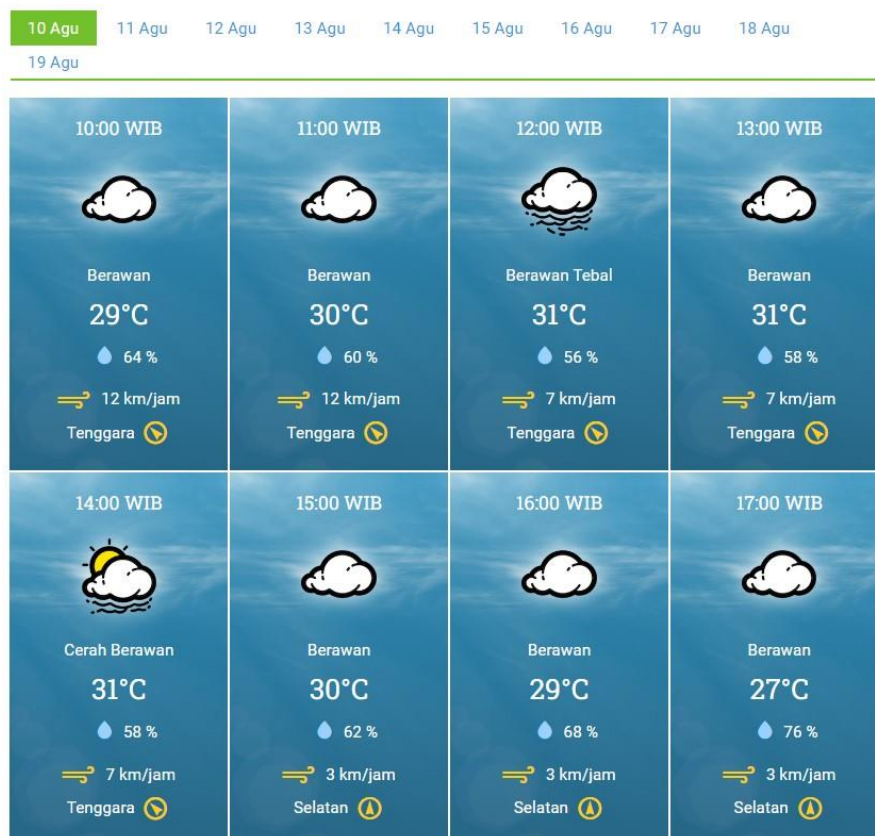 10 Agu 11 Agu 12 Agu 13 Agu 14 Agu 15 Agu 16 Agu 17 Agu 18 Agu
19 Agu
10:00 WIB
Berawan
29°C
64 %
12 km/jam
Tenggara
11:00 WIB
Berawan
30°C
60 %
12 km/jam
Tenggara
12:00 WIB
Berawan Tebal
31°C
56 %
7 km/jam
Tenggara
13:00 WIB
Berawan
31°C
58 %
7 km/jam
Tenggara
14:00 WIB
Cerah Berawan
31°C
58 %
7 km/jam
Tenggara
15:00 WIB
Berawan
30°C
62 %
3 km/jam
Selatan
16:00 WIB
Berawan
29°C
68 %
3 km/jam
Selatan
17:00 WIB
Berawan
27°C
76 %
3 km/jam
Selatan